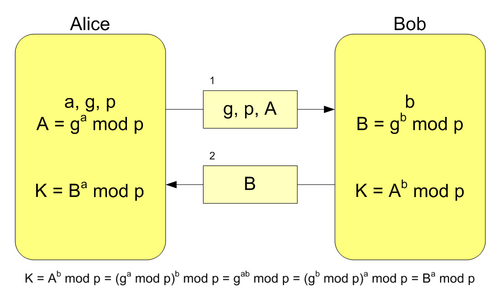 Alice
Bob
a, g, p
A = gᵃ mod p
K = Bᵃ mod p
1
g, p, A
2
B
b
B = gᵇ mod p
K = Aᵇ mod p
K = Aᵇ mod p = (gᵃ mod p)ᵇ mod p = gᵃᵇ mod p = (gᵇ mod p)ᵃ mod p = Bᵃ mod p